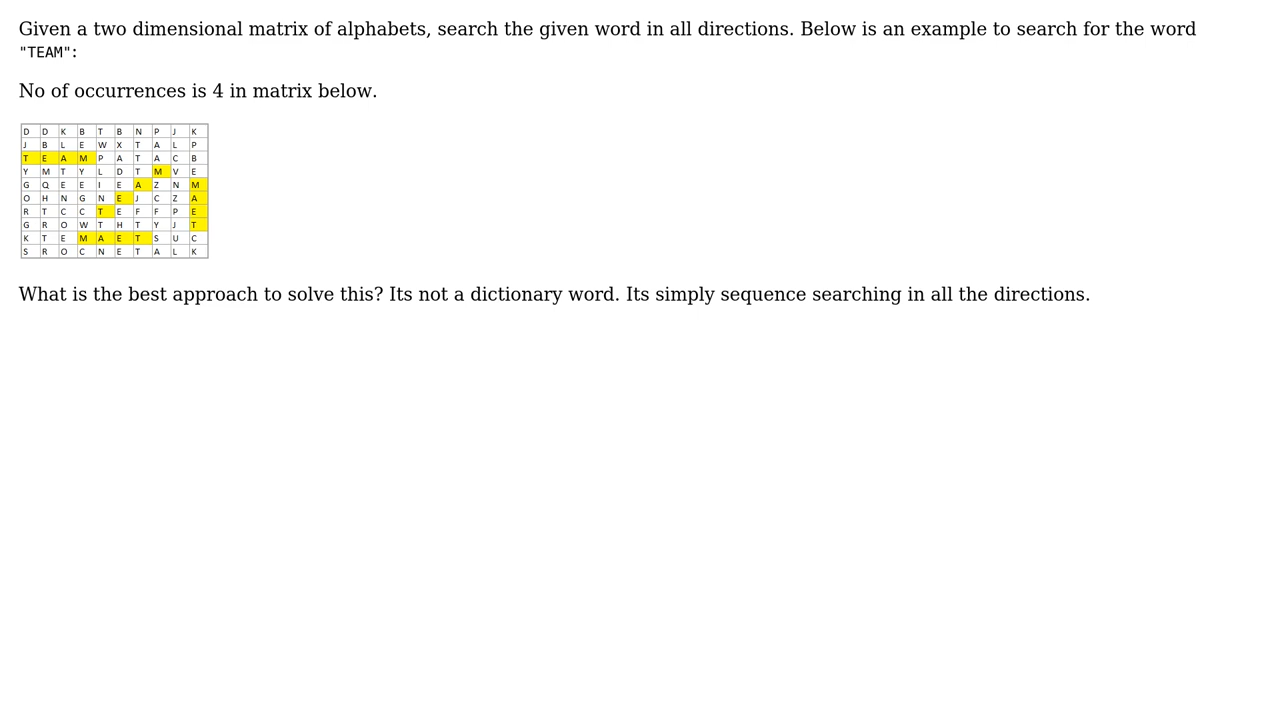 Given a two dimensional matrix of alphabets, search the given word in all directions. Below is an example to search for the word
"TEAM":
No of occurrences is 4 in matrix below.
D D K B T B N P J K
J B L E W X T A L P
T E A M P A T A C B
Y M T Y L D T M V E
G Q E E I E A Z N M
O H N G N E J C Z A
R T C C T E F F P E
G R O W T H T Y J T
K T E M A E T S U C
S R O C N E T A L K
What is the best approach to solve this? Its not a dictionary word. Its simply sequence searching in all the directions.